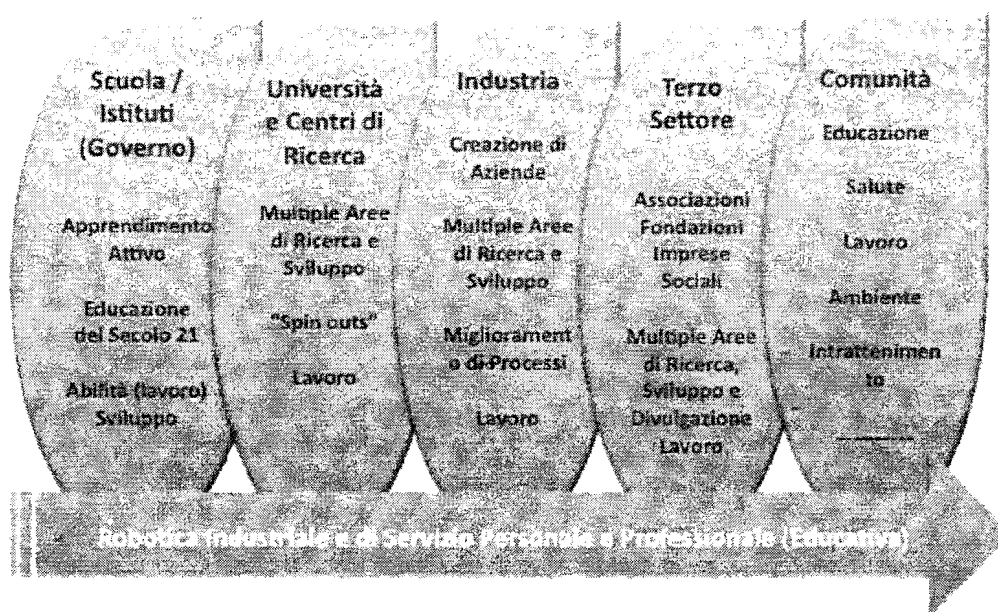 Scuola /
Istituti
(Governo)
Apprendimento
Attivo
Educazione
del Secolo 21
Abilità (lavoro)
Sviluppo
Università
e Centri di
Ricerca
Multiple Aree
di Ricerca e
Sviluppo
"Spin outs"
Lavoro
Industria
Creazione di
Aziende
Multiple Aree
di Ricerca e
Sviluppo
Migliorament
o di Processi
Lavoro
Terzo
Settore
Associazioni
Fondazioni
Imprese
Sociali
Multiple Aree
di Ricerca,
Sviluppo e
Divulgazione
Lavoro
Comunità
Educazione
Salute
Lavoro
Ambiente
Intrattenimen
to
Robotica Industriale e di Servizio Personale e Professionale (Educativa)